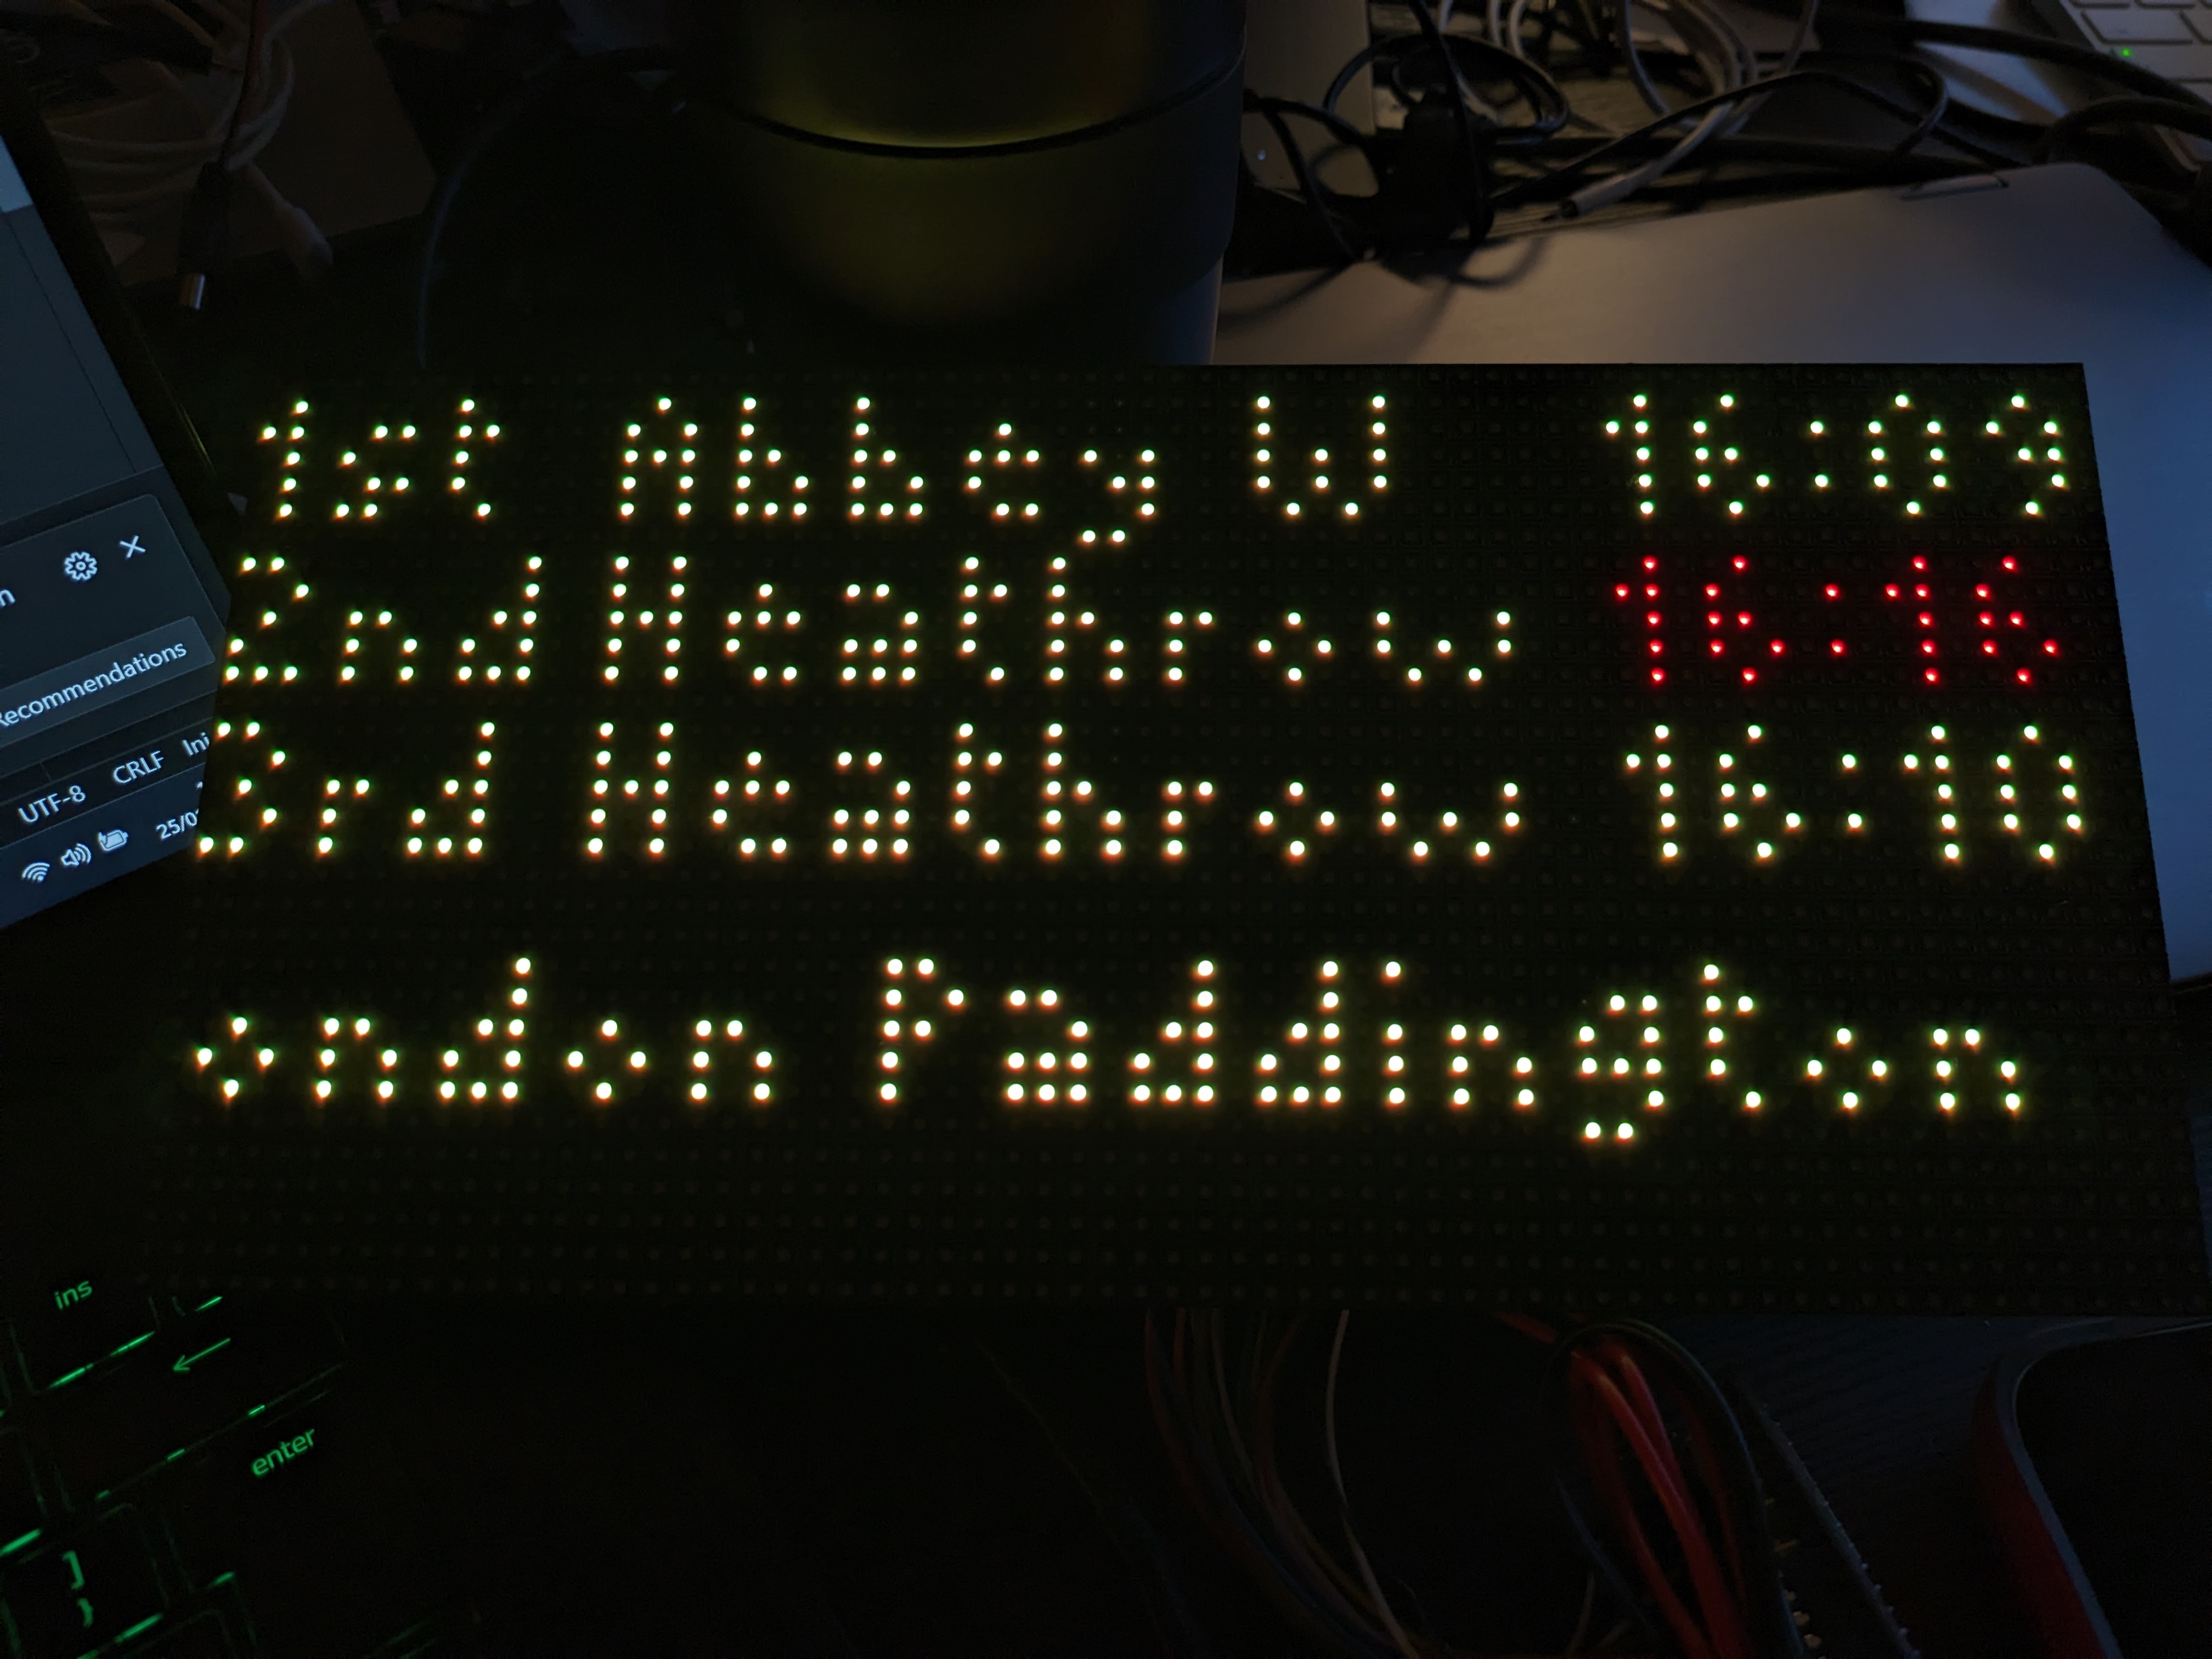 1st Abbey W 16:09
2nd Heathrow 16:16
3rd Heathrow 16:10
ondon Paddington
n
Recommendations
UTF-8 CRLF Ini
25/0
ins
enter
]
}